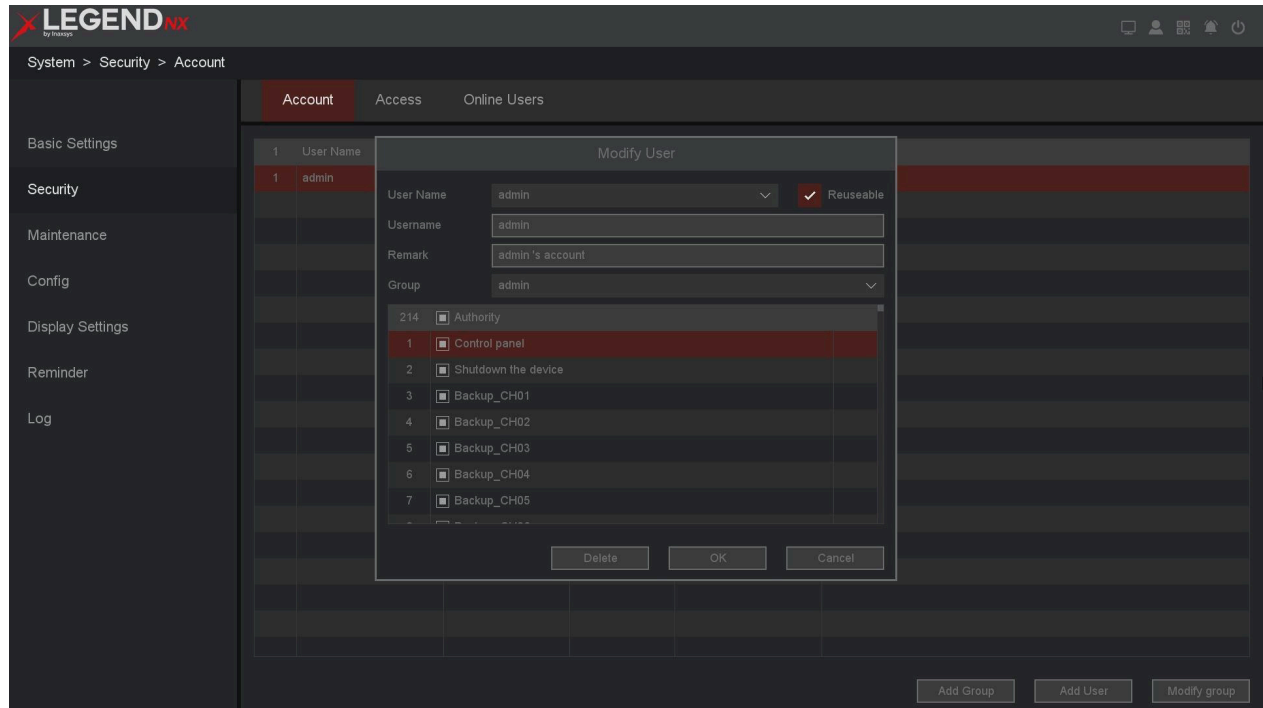 LEGEND NX
by Inaxsys
System > Security > Account
Account Access Online Users
Basic Settings
Security
Maintenance
Config
Display Settings
Reminder
Log
1 User Name
1 admin
Modify User
User Name admin Reuseable
Username admin
Remark admin 's account
Group admin
214 Authority
1 Control panel
2 Shutdown the device
3 Backup_CH01
4 Backup_CH02
5 Backup_CH03
6 Backup_CH04
7 Backup_CH05
Delete OK Cancel
Add Group Add User Modify group